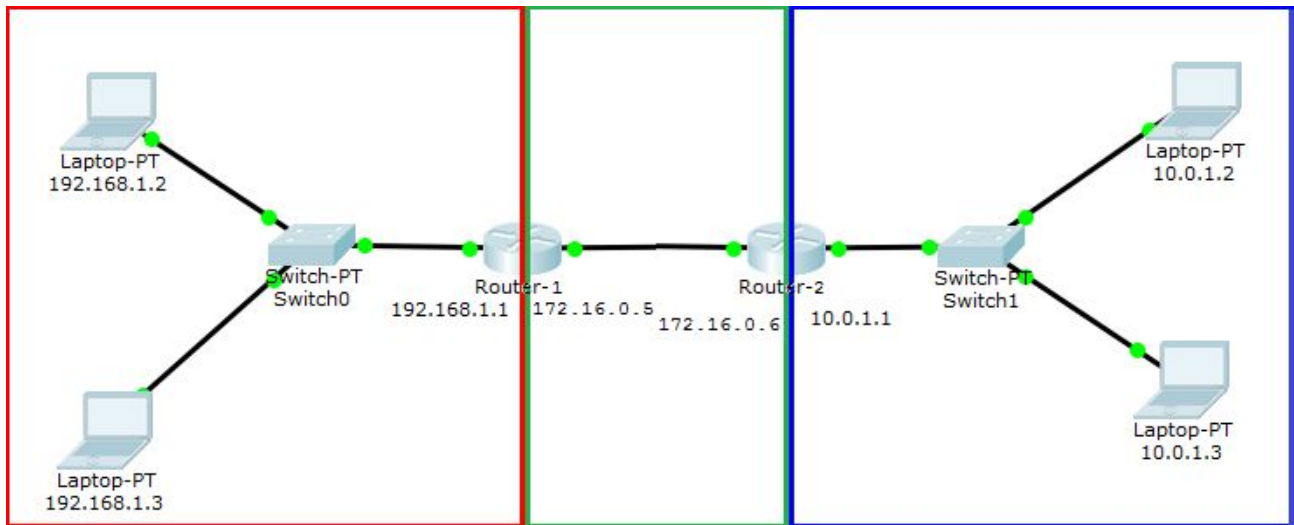 Laptop-PT
192.168.1.2
Laptop-PT
10.0.1.2
Switch-PT
Switch0
Router-1
192.168.1.1
172.16.0.5
Router-2
172.16.0.6
10.0.1.1
Switch-PT
Switch1
Laptop-PT
192.168.1.3
Laptop-PT
10.0.1.3